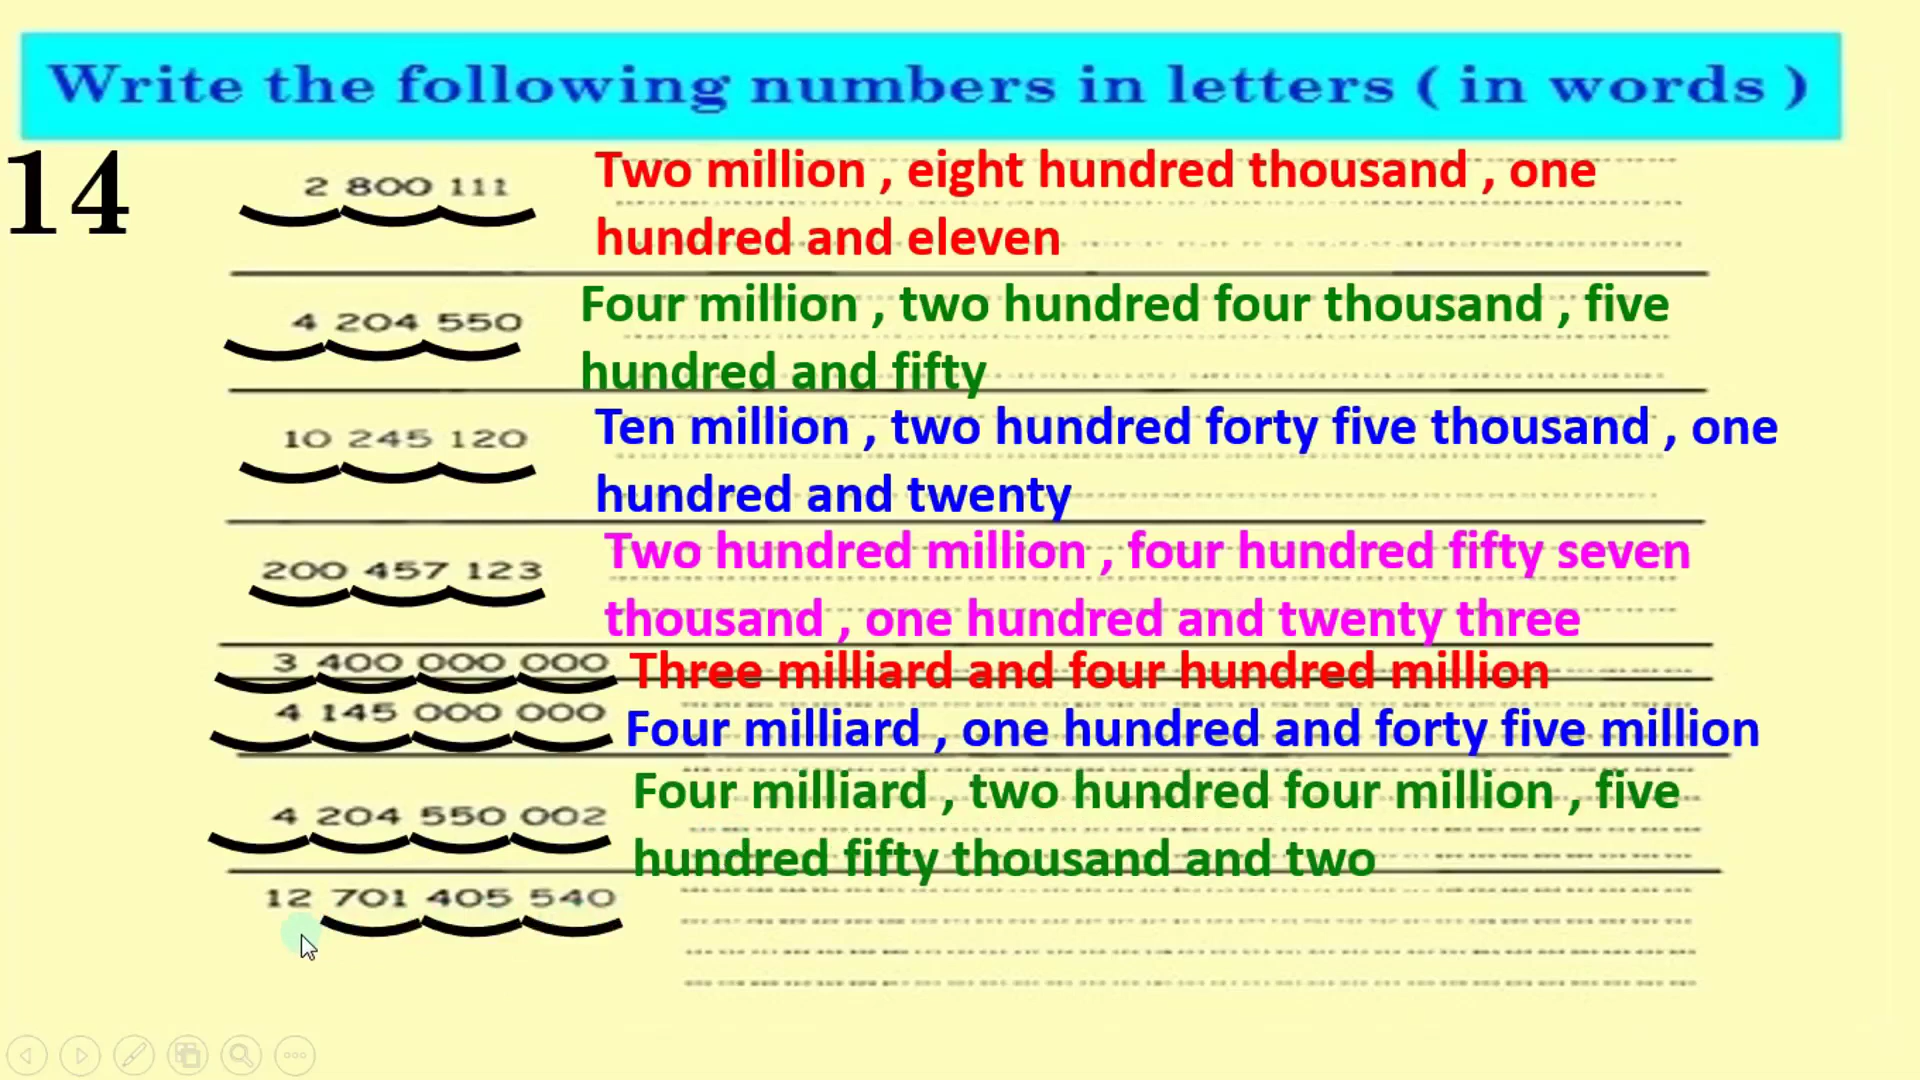 Write the following numbers in letters ( in words )
14
2 800 111
Two million , eight hundred thousand , one
hundred and eleven
4 204 550
Four million , two hundred four thousand , five
hundred and fifty
10 245 120
Ten million , two hundred forty five thousand , one
hundred and twenty
200 457 123
Two hundred million , four hundred fifty seven
thousand , one hundred and twenty three
3 400 000 000
Three milliard and four hundred million
4 145 000 000
Four milliard , one hundred and forty five million
4 204 550 002
Four milliard , two hundred four million , five
hundred fifty thousand and two
12 701 405 540